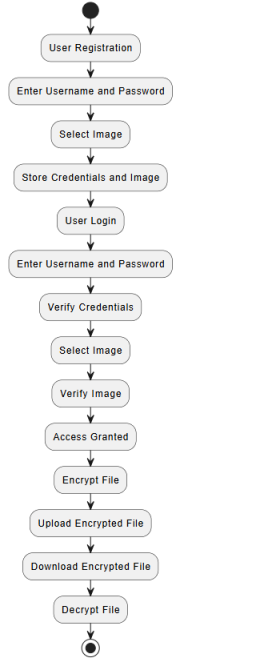 User Registration
Enter Username and Password
Select Image
Store Credentials and Image
User Login
Enter Username and Password
Verify Credentials
Select Image
Verify Image
Access Granted
Encrypt File
Upload Encrypted File
Download Encrypted File
Decrypt File